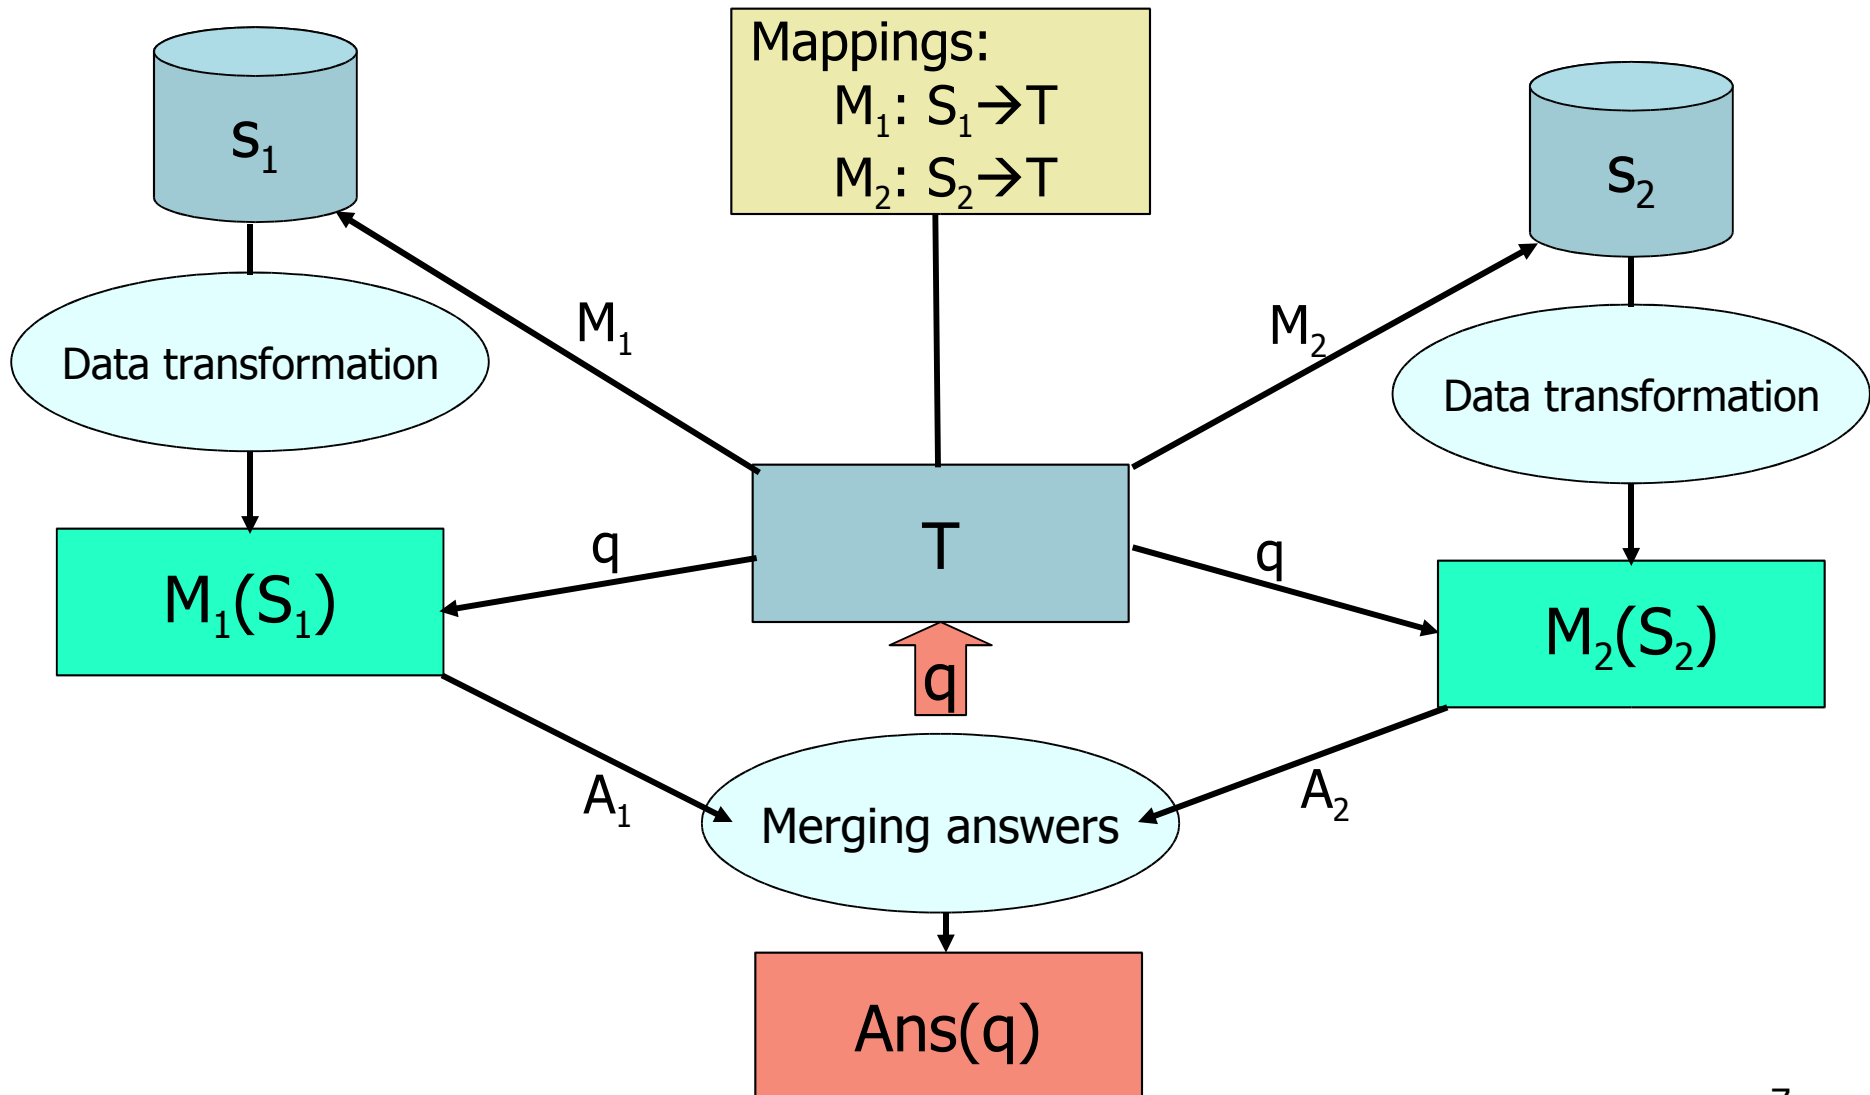 Mappings:
M₁: S₁→T
M₂: S₂→T
s₁
s₂
M₁
M₂
Data transformation
Data transformation
T
q
q
M₁(S₁)
M₂(S₂)
q
A₁
A₂
Merging answers
Ans(q)